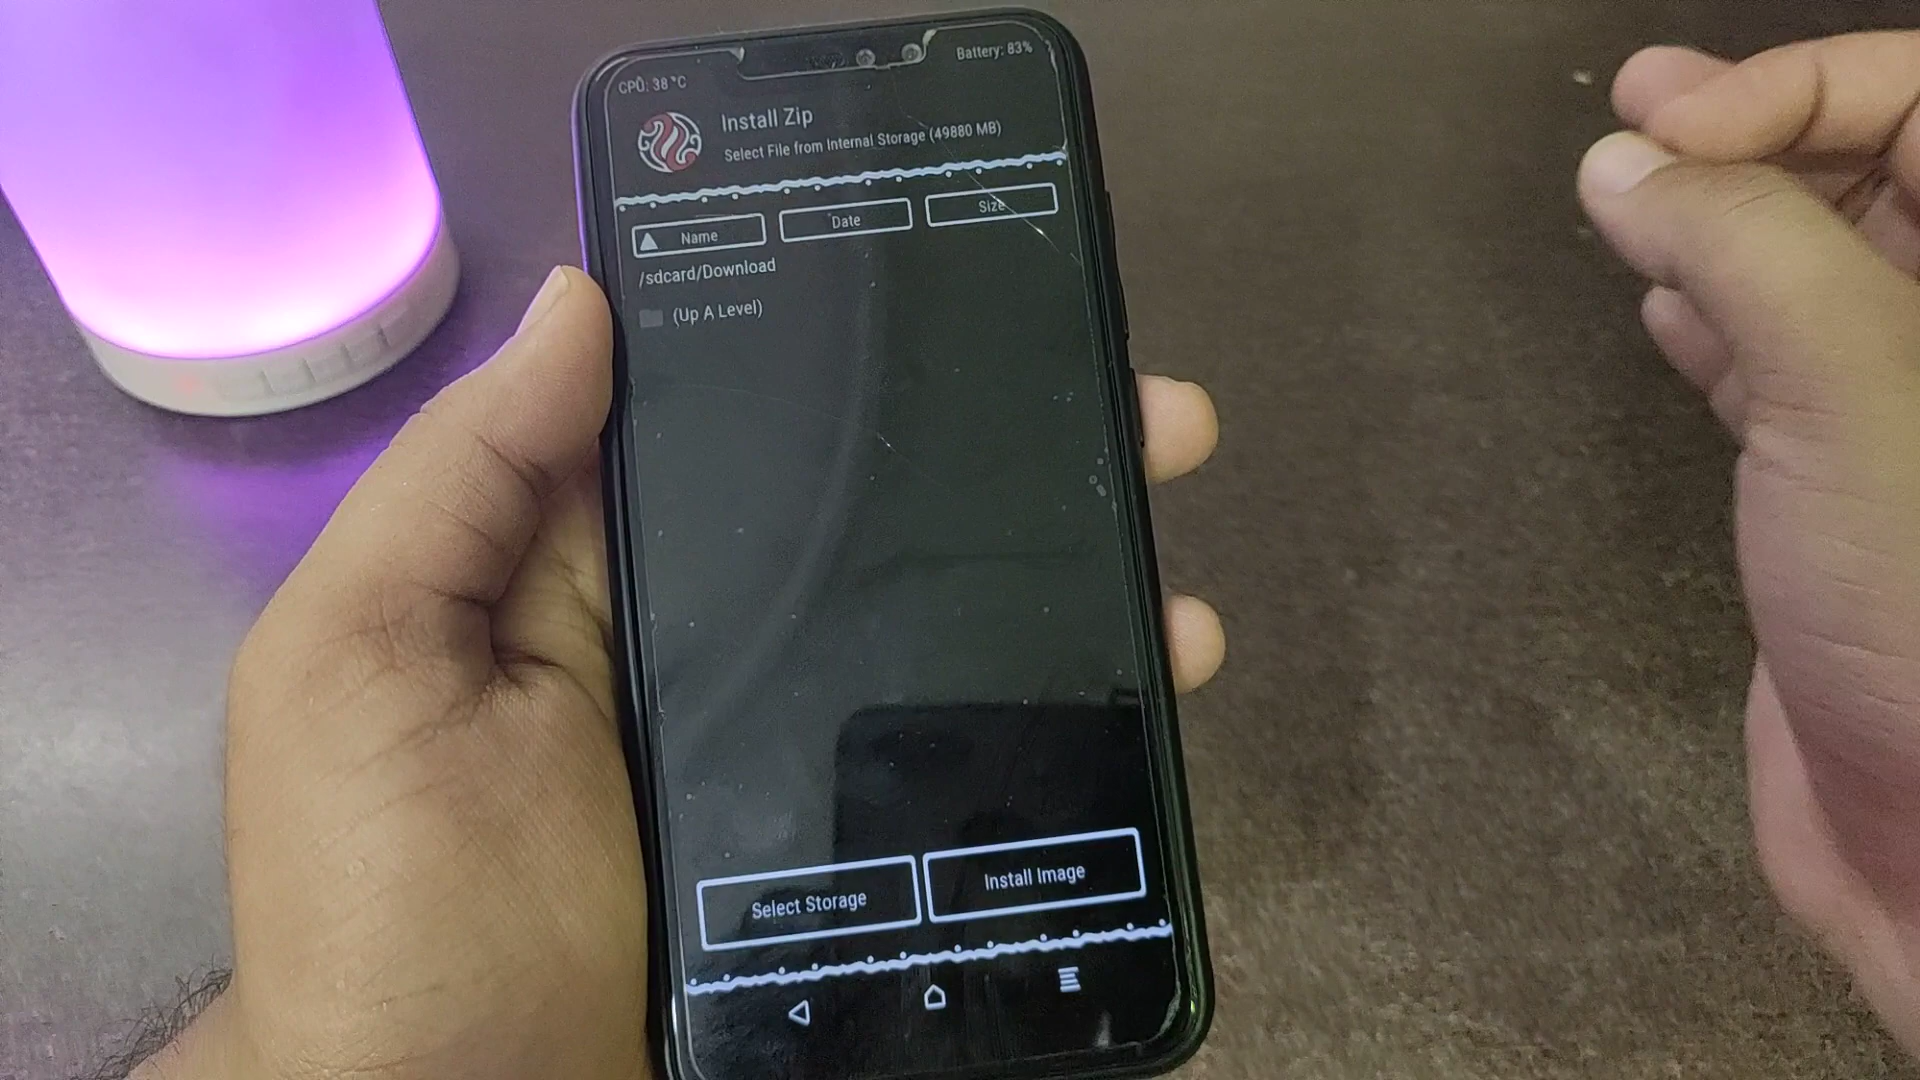 CPU: 38 °C
Battery: 83%
Install Zip
Select File from Internal Storage (49880 MB)
Name
Date
Size
/sdcard/Download
(Up A Level)
Select Storage
Install Image